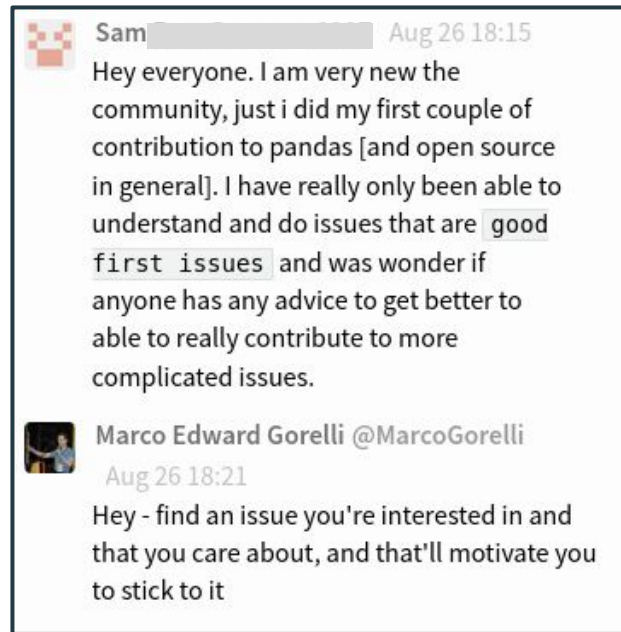 Sam Aug 26 18:15
Hey everyone. I am very new the
community, just i did my first couple of
contribution to pandas [and open source
in general]. I have really only been able to
understand and do issues that are good
first issues and was wonder if
anyone has any advice to get better to
able to really contribute to more
complicated issues.
Marco Edward Gorelli @MarcoGorelli
Aug 26 18:21
Hey - find an issue you're interested in and
that you care about, and that'll motivate you
to stick to it